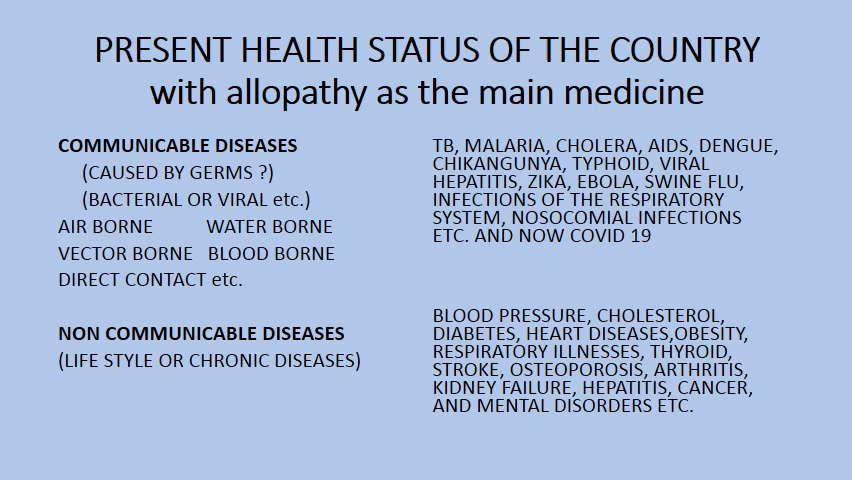 PRESENT HEALTH STATUS OF THE COUNTRY
with allopathy as the main medicine
COMMUNICABLE DISEASES
(CAUSED BY GERMS ?)
(BACTERIAL OR VIRAL etc.)
AIR BORNE WATER BORNE
VECTOR BORNE BLOOD BORNE
DIRECT CONTACT etc.
NON COMMUNICABLE DISEASES
(LIFE STYLE OR CHRONIC DISEASES)
TB, MALARIA, CHOLERA, AIDS, DENGUE,
CHIKANGUNYA, TYPHOID, VIRAL
HEPATITIS, ZIKA, EBOLA, SWINE FLU,
INFECTIONS OF THE RESPIRATORY
SYSTEM, NOSOCOMIAL INFECTIONS
ETC. AND NOW COVID 19
BLOOD PRESSURE, CHOLESTEROL,
DIABETES, HEART DISEASES,OBESITY,
RESPIRATORY ILLNESSES, THYROID,
STROKE, OSTEOPOROSIS, ARTHRITIS,
KIDNEY FAILURE, HEPATITIS, CANCER,
AND MENTAL DISORDERS ETC.